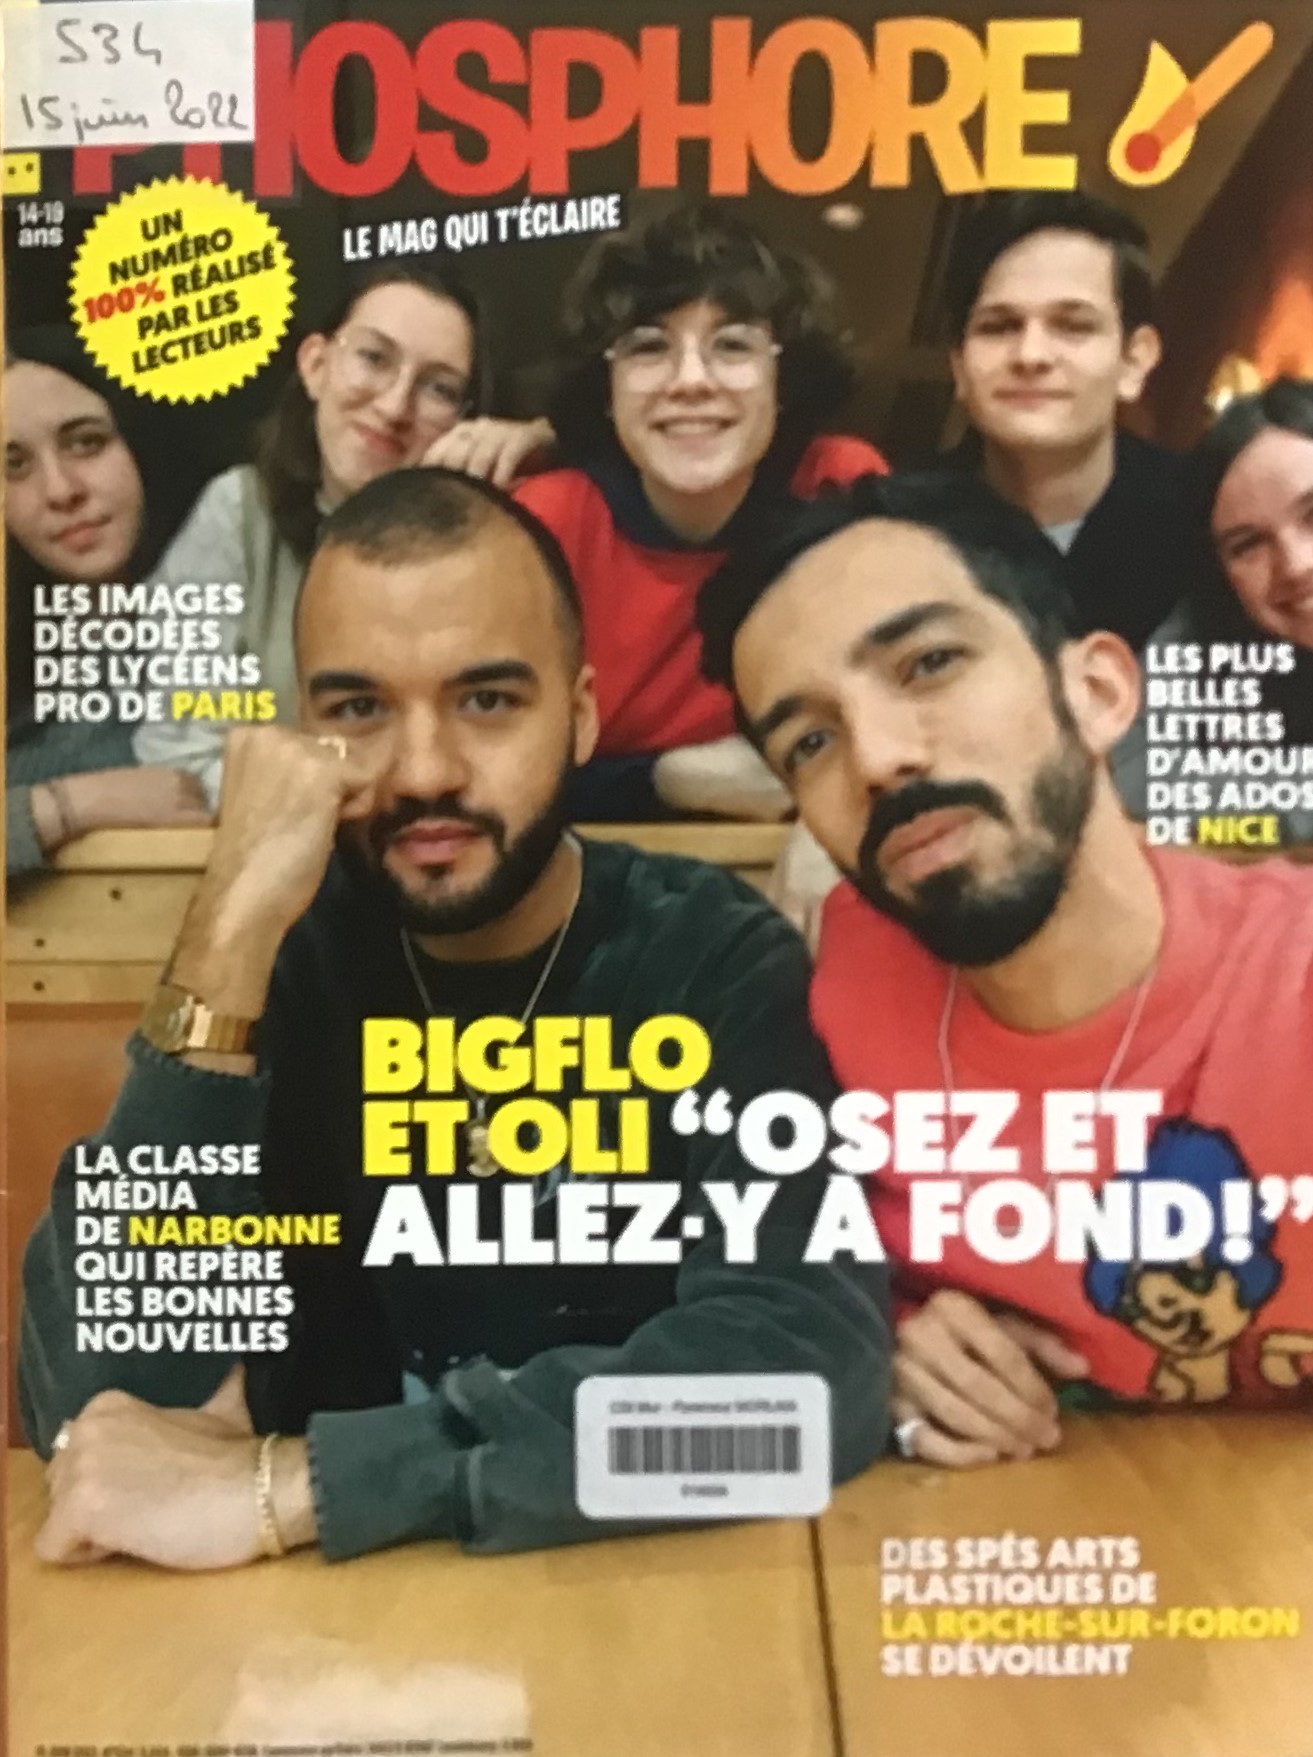 534
15 juin 2022
PHOSPHORE
14-19
ans
LE MAG QUI T'ÉCLAIRE
UN
NUMÉRO
100% RÉALISÉ
PAR LES
LECTEURS
LES IMAGES
DÉCODÉES
DES LYCÉENS
PRO DE PARIS
LES PLUS
BELLES
LETTRES
D'AMOUR
DES ADOS
DE NICE
BIGFLO
ET OLI “OSEZ ET
ALLEZ-Y À FOND!”
LA CLASSE
MÉDIA
DE NARBONNE
QUI REPÈRE
LES BONNES
NOUVELLES
DES SPÉS ARTS
PLASTIQUES DE
LA ROCHE-SUR-FORON
SE DÉVOILENT